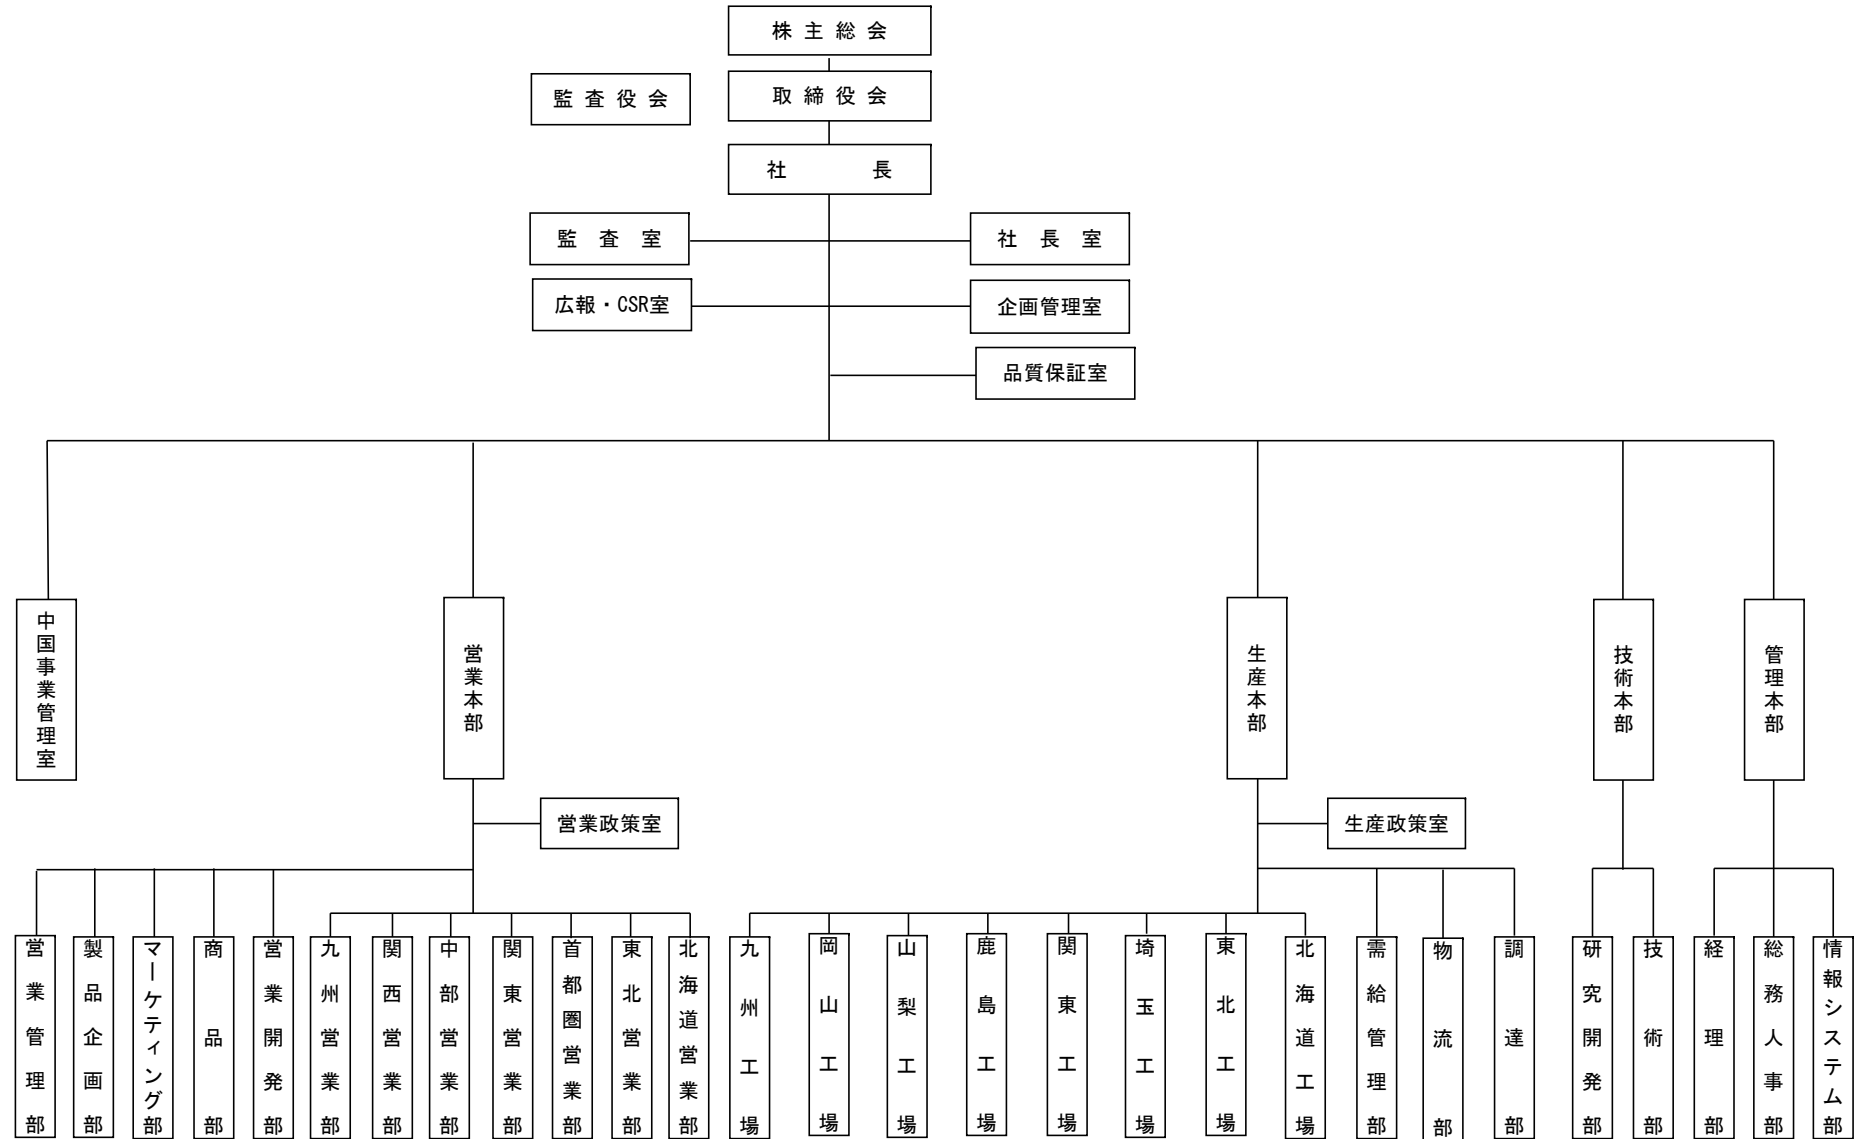 株主総会
監査役会
取締役会
社長
監査室
社長室
広報・CSR室
企画管理室
品質保証室
中国事業管理室
営業本部
生産本部
技術本部
管理本部
営業政策室
生産政策室
営業管理部
製品企画部
マーケティング部
商品部
営業開発部
九州営業部
関西営業部
中部営業部
関東営業部
首都圏営業部
東北営業部
北海道営業部
九州工場
岡山工場
山梨工場
鹿島工場
関東工場
埼玉工場
東北工場
北海道工場
需給管理部
物流部
調達部
研究開発部
技術部
経理部
総務人事部
情報システム部